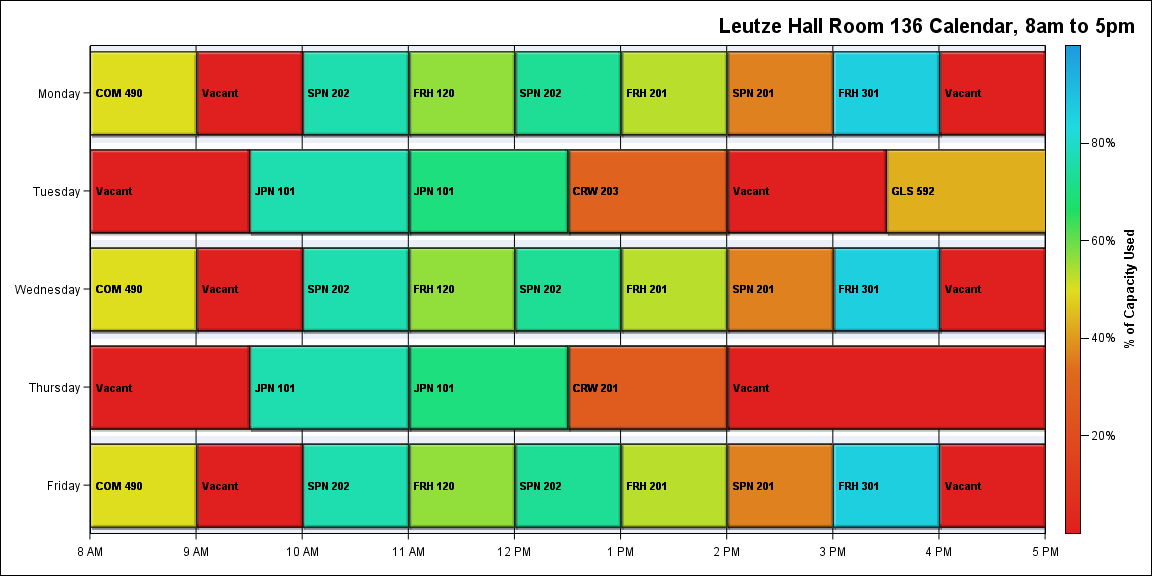 Leutze Hall Room 136 Calendar, 8am to 5pm
Monday
COM 490
Vacant
SPN 202
FRH 120
SPN 202
FRH 201
SPN 201
FRH 301
Vacant
Tuesday
Vacant
JPN 101
JPN 101
CRW 203
Vacant
GLS 592
Wednesday
COM 490
Vacant
SPN 202
FRH 120
SPN 202
FRH 201
SPN 201
FRH 301
Vacant
Thursday
Vacant
JPN 101
JPN 101
CRW 201
Vacant
Friday
COM 490
Vacant
SPN 202
FRH 120
SPN 202
FRH 201
SPN 201
FRH 301
Vacant
8 AM
9 AM
10 AM
11 AM
12 PM
1 PM
2 PM
3 PM
4 PM
5 PM
80%
60%
40%
20%
% of Capacity Used